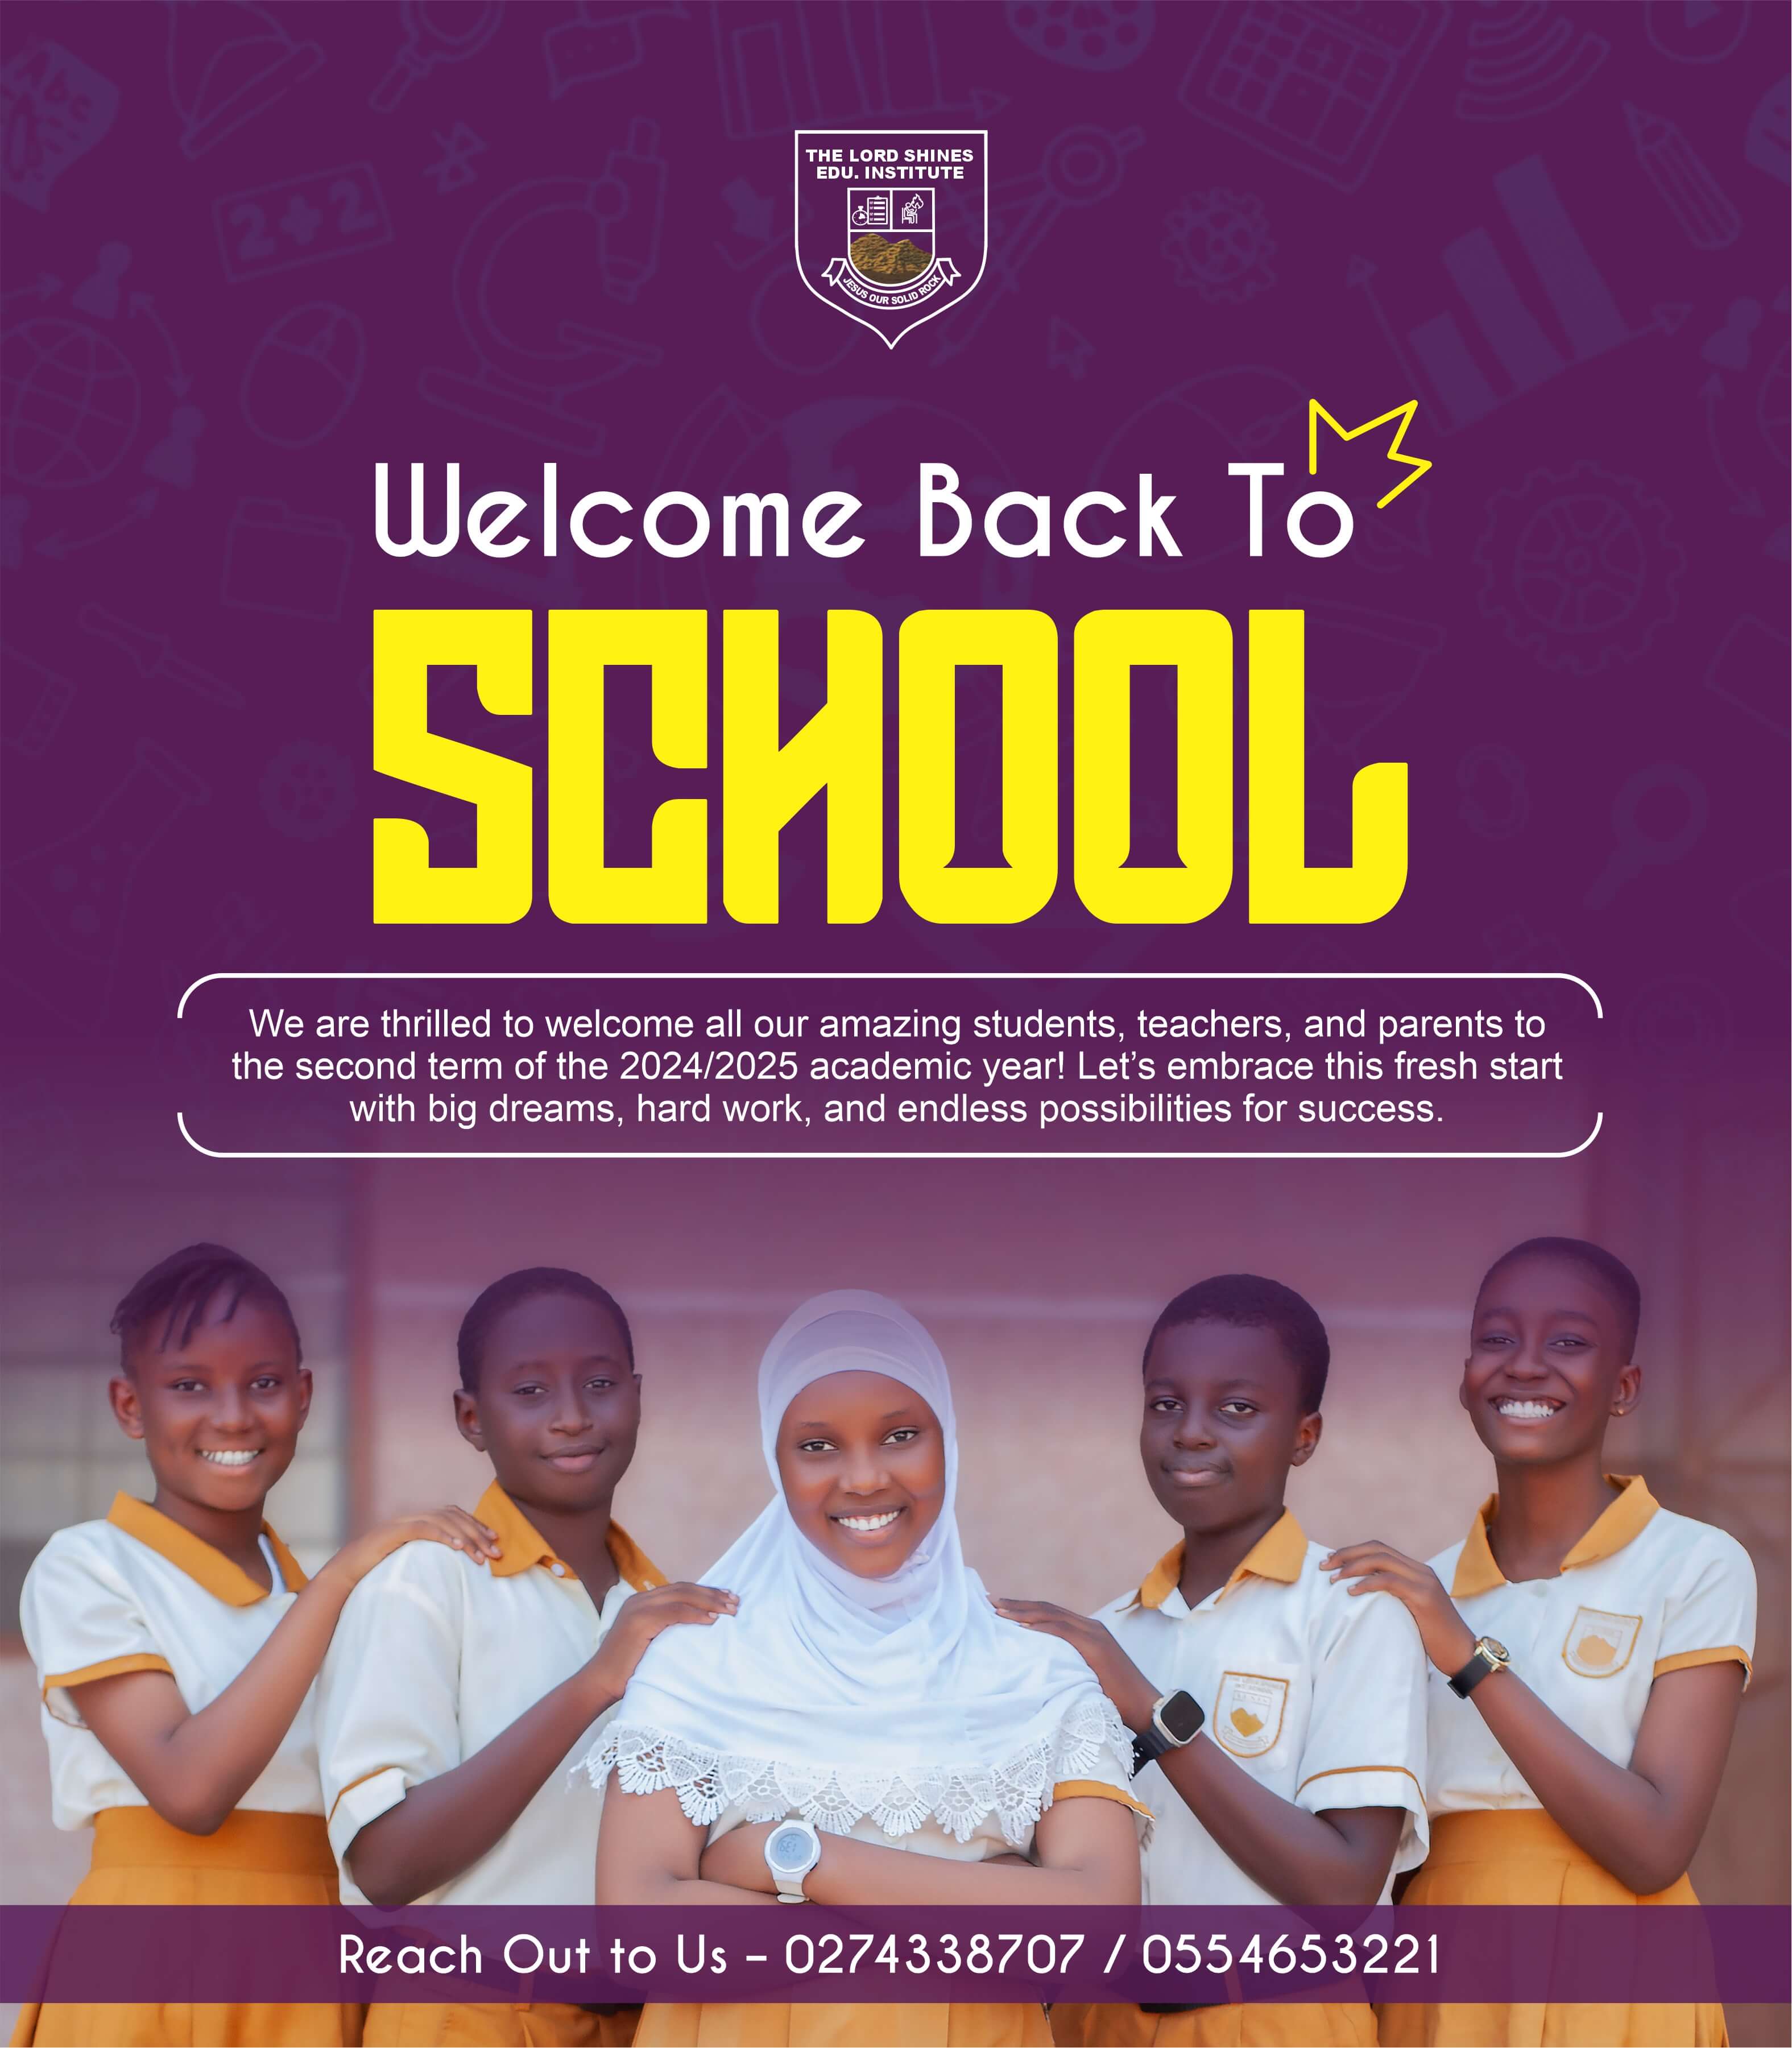 THE LORD SHINES
EDU. INSTITUTE
JESUS OUR SOLID ROCK
Welcome Back To
SCHOOL
We are thrilled to welcome all our amazing students, teachers, and parents to
the second term of the 2024/2025 academic year! Let’s embrace this fresh start
with big dreams, hard work, and endless possibilities for success.
2+2
Reach Out to Us – 0274338707 / 0554653221